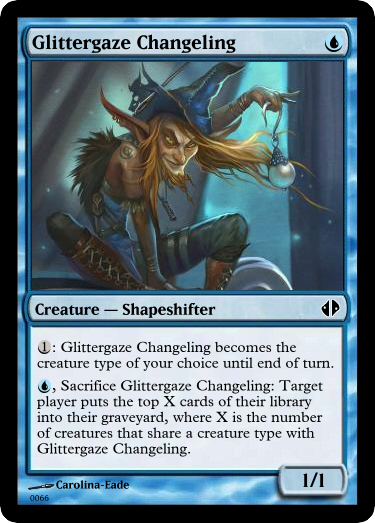 Glittergaze Changeling
Creature — Shapeshifter
1: Glittergaze Changeling becomes the
creature type of your choice until end of turn.
, Sacrifice Glittergaze Changeling: Target
player puts the top X cards of their library
into their graveyard, where X is the number
of creatures that share a creature type with
Glittergaze Changeling.
1/1
Carolina-Eade
0066